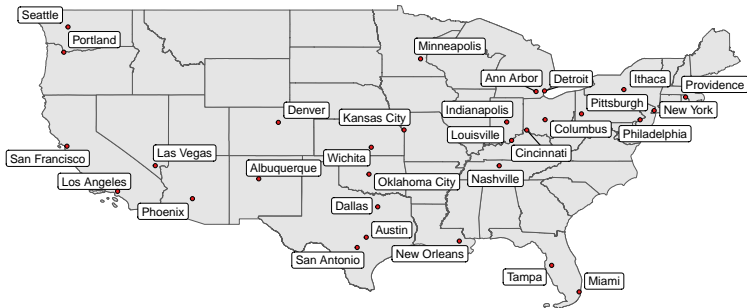 Seattle
Portland
Minneapolis
Ann Arbor
Detroit
Ithaca
Providence
Denver
Kansas City
Indianapolis
Pittsburgh
New York
Louisville
Columbus
Philadelphia
San Francisco
Las Vegas
Albuquerque
Wichita
Cincinnati
Los Angeles
Oklahoma City
Nashville
Phoenix
Dallas
Austin
San Antonio
New Orleans
Tampa
Miami